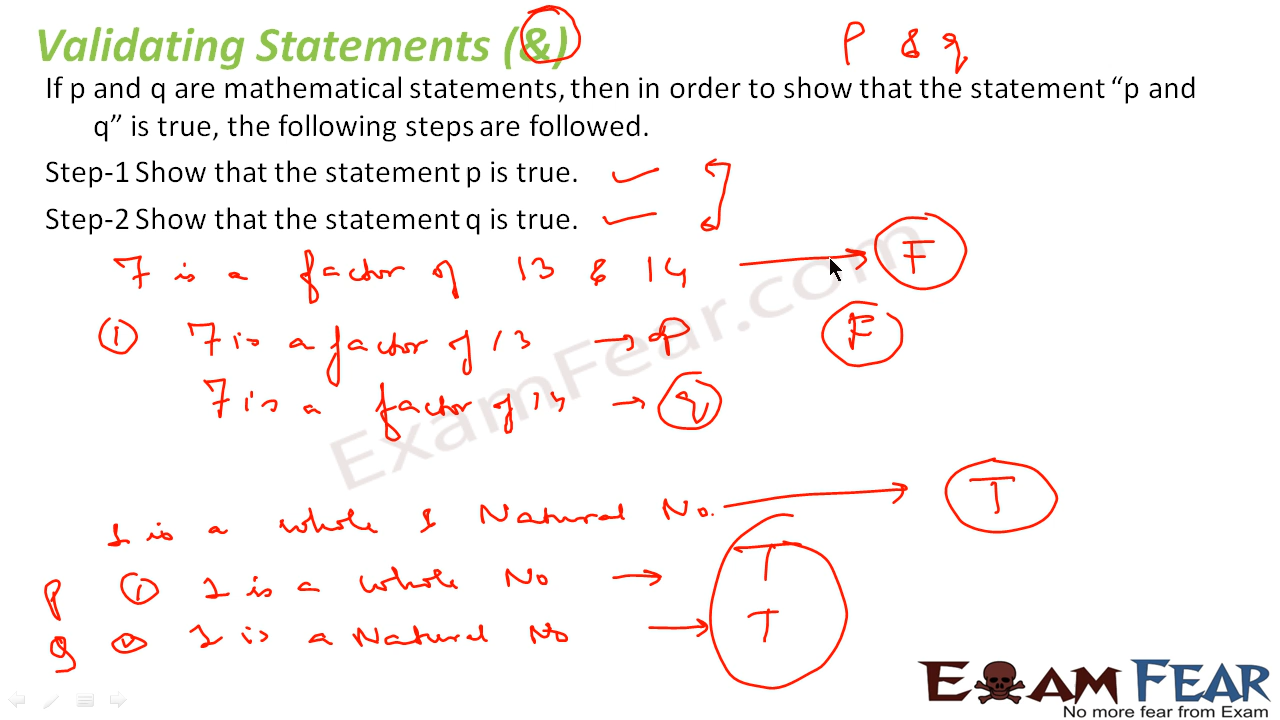 Validating Statements (&)
p & q
If p and q are mathematical statements, then in order to show that the statement “p and
q” is true, the following steps are followed.
Step-1 Show that the statement p is true.
Step-2 Show that the statement q is true.
7 is a factor of 13 & 14 F
① 7 is a factor of 13 → p F
7 is a factor of 14 → q
ExamFear.com
1 is a whole & Natural No. T
p ① 1 is a whole No → T
q ② 1 is a Natural No → T
EXAM FEAR
No more fear from Exam